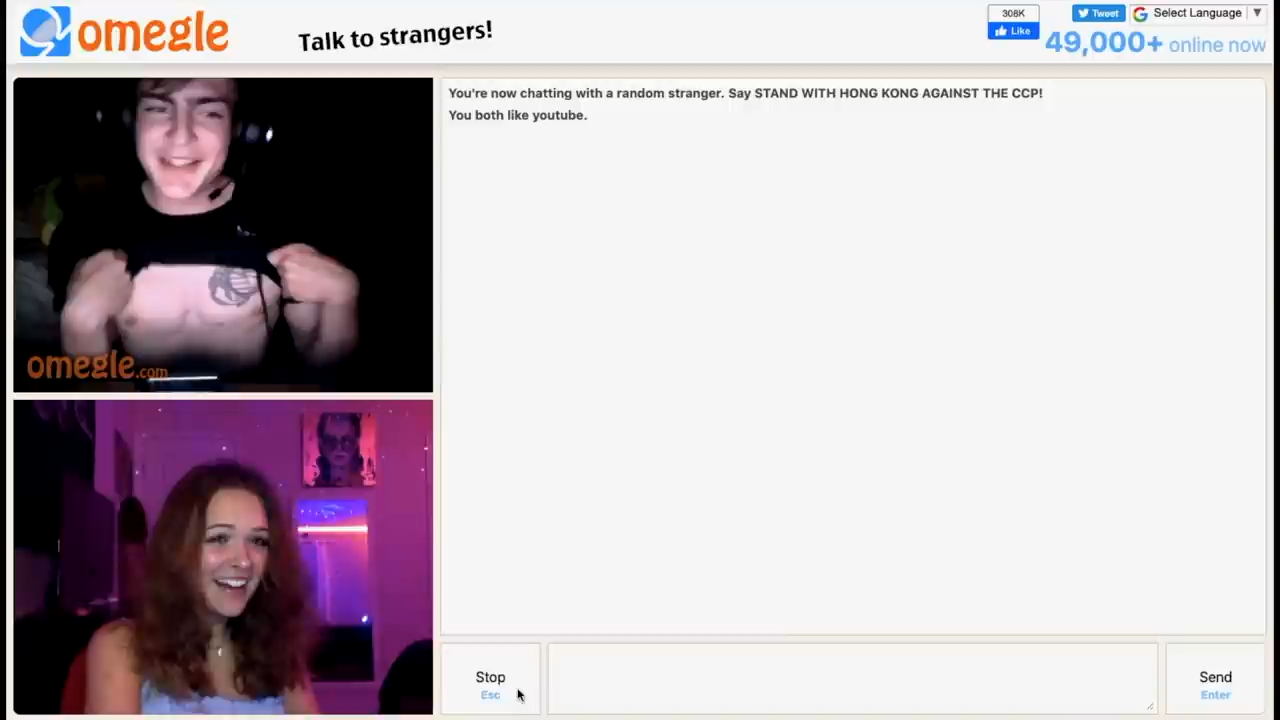 omegle
Talk to strangers!
308K
Like
Tweet
Select Language
49,000+ online now
You're now chatting with a random stranger. Say STAND WITH HONG KONG AGAINST THE CCP!
You both like youtube.
omegle.com
Stop
Esc
Send
Enter